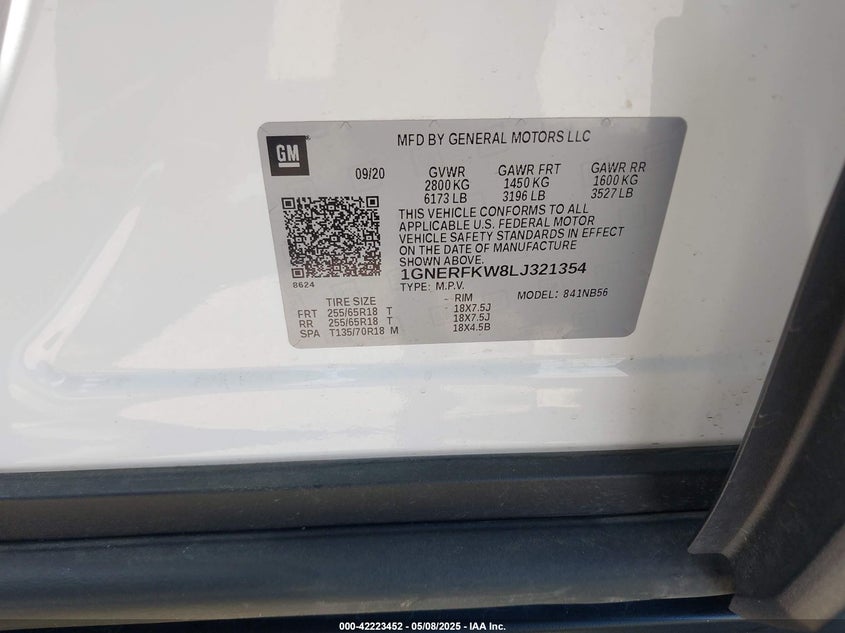 GM
MFD BY GENERAL MOTORS LLC
09/20 GVWR GAWR FRT GAWR RR
2800 KG 1450 KG 1600 KG
6173 LB 3196 LB 3527 LB
THIS VEHICLE CONFORMS TO ALL
APPLICABLE U.S. FEDERAL MOTOR
VEHICLE SAFETY STANDARDS IN EFFECT
ON THE DATE OF MANUFACTURE
SHOWN ABOVE.
1GNERFKW8LJ321354
8624
TYPE: M.P.V. MODEL: 841NB56
TIRE SIZE - RIM
FRT 255/65R18 T - 18X7.5J
RR 255/65R18 T - 18X7.5J
SPA T135/70R18 M 18X4.5B
000-42223452 - 05/08/2025 - IAA Inc.